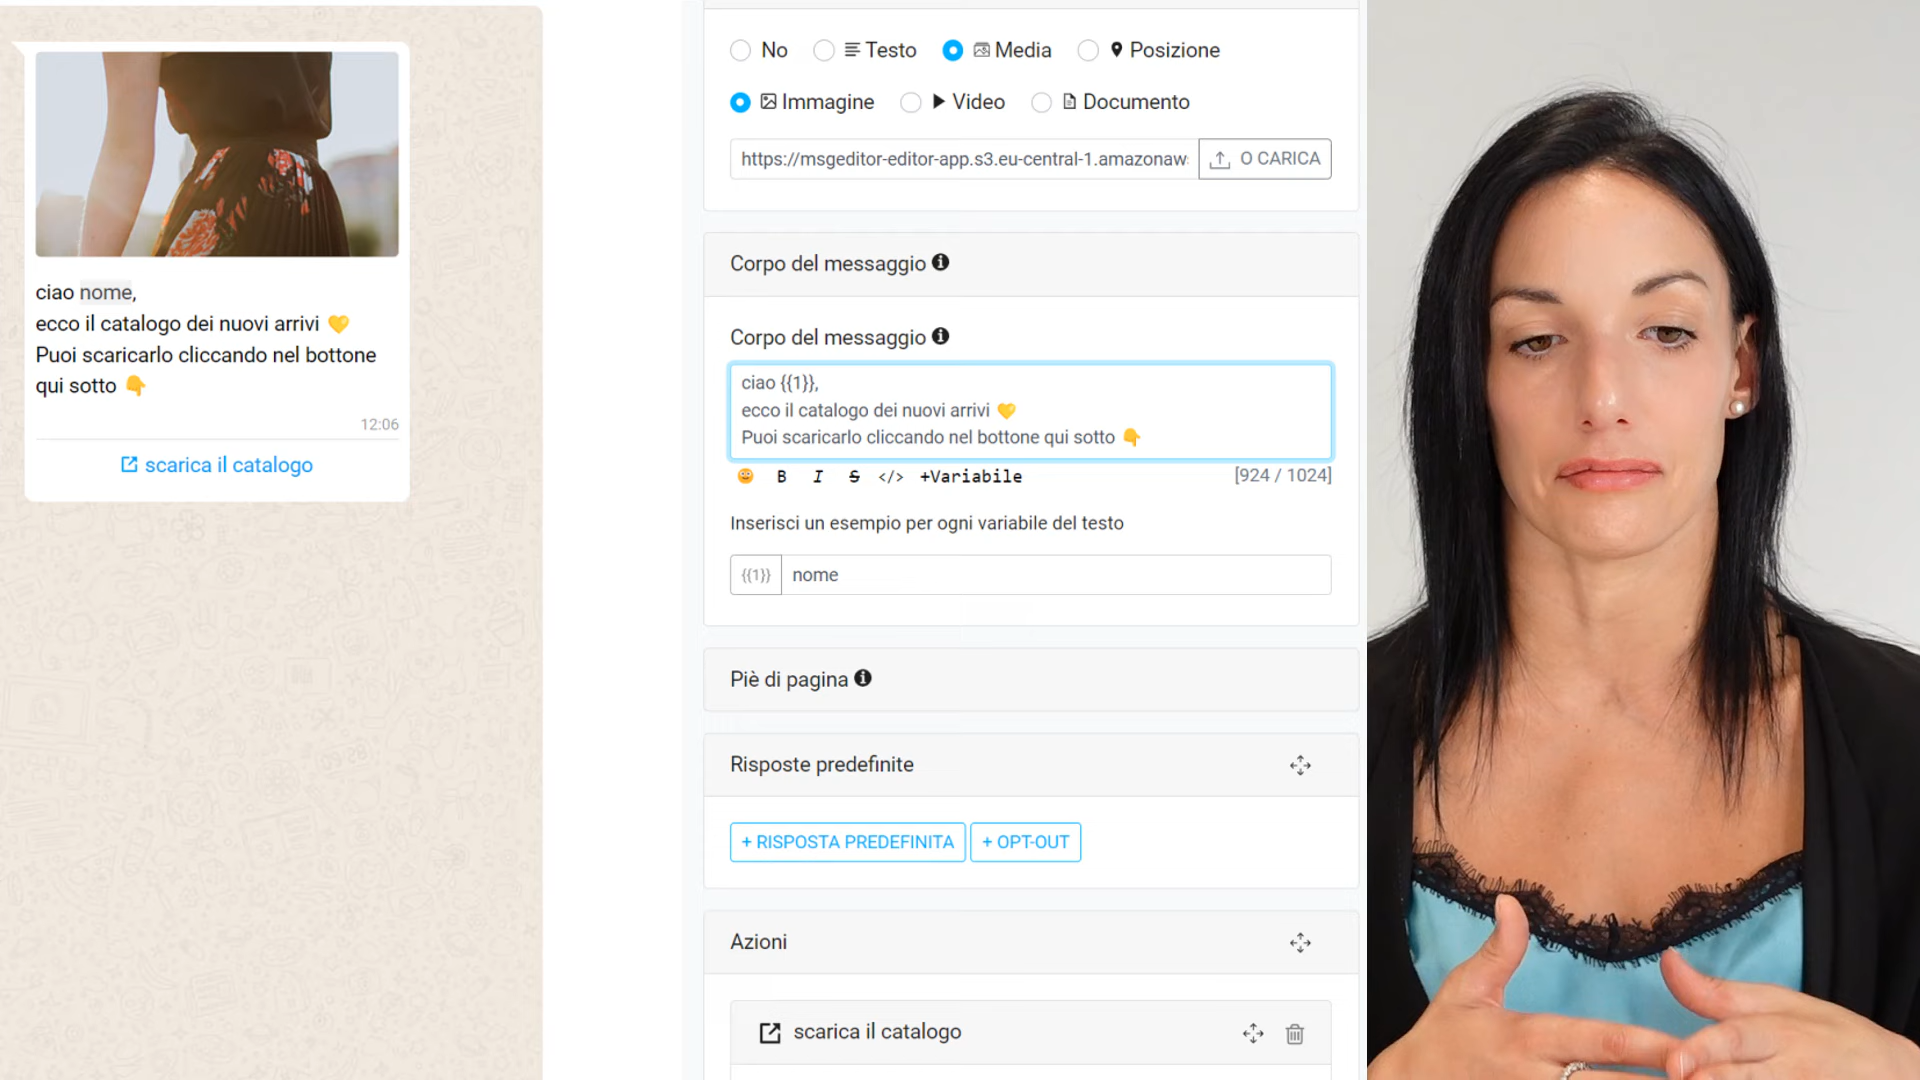 ciao nome,
ecco il catalogo dei nuovi arrivi 💛
Puoi scaricarlo cliccando nel bottone
qui sotto 👇
12:06
scarica il catalogo
No Testo Media Posizione
Immagine Video Documento
https://msgeditor-editor-app.s3.eu-central-1.amazonaw
O CARICA
Corpo del messaggio
Corpo del messaggio
ciao {{1}},
ecco il catalogo dei nuovi arrivi 💛
Puoi scaricarlo cliccando nel bottone qui sotto 👇
B I S </> +Variabile [924 / 1024]
Inserisci un esempio per ogni variabile del testo
{{1}} nome
Piè di pagina
Risposte predefinite
+ RISPOSTA PREDEFINITA + OPT-OUT
Azioni
scarica il catalogo